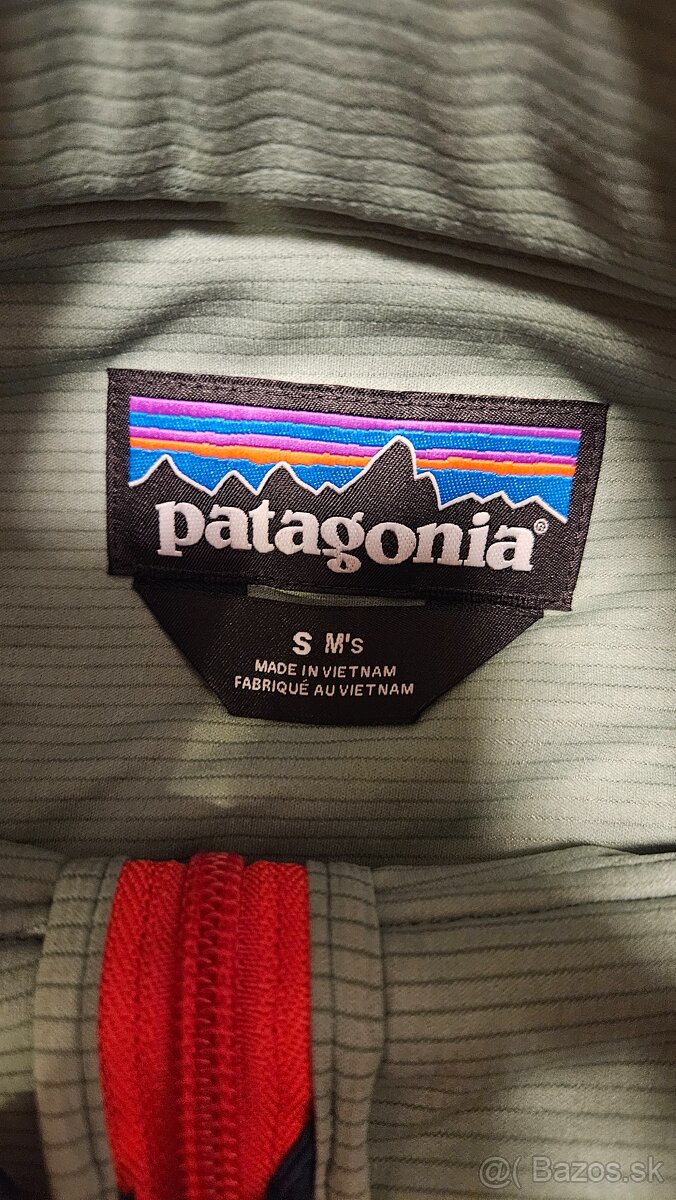 patagonia®
S M's
MADE IN VIETNAM
FABRIQUÉ AU VIETNAM
@( Bazos.sk